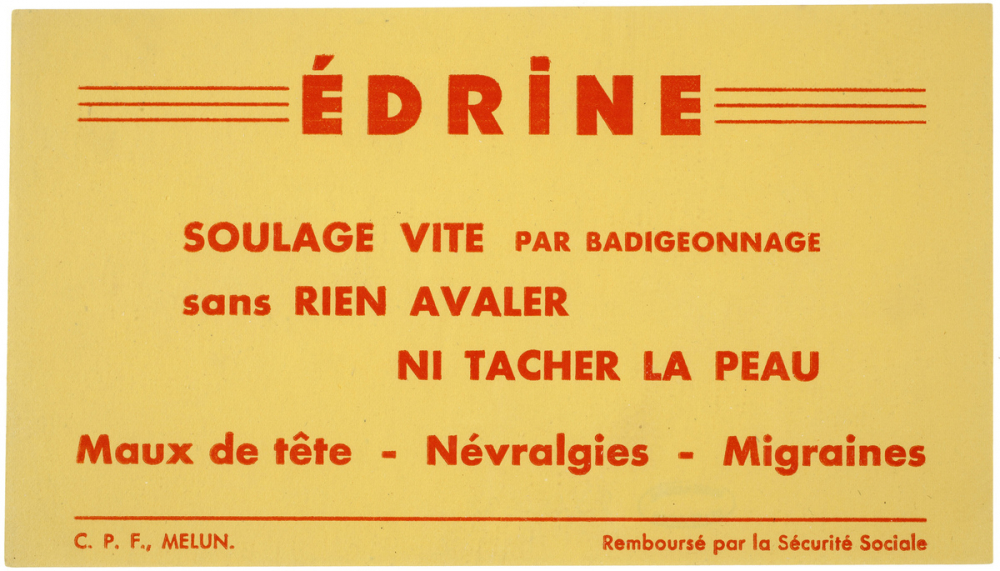 ÉDRINE
SOULAGE VITE PAR BADIGEONNAGE
sans RIEN AVALER
NI TACHER LA PEAU
Maux de tête - Névralgies - Migraines
C. P. F., MELUN. Remboursé par la Sécurité Sociale